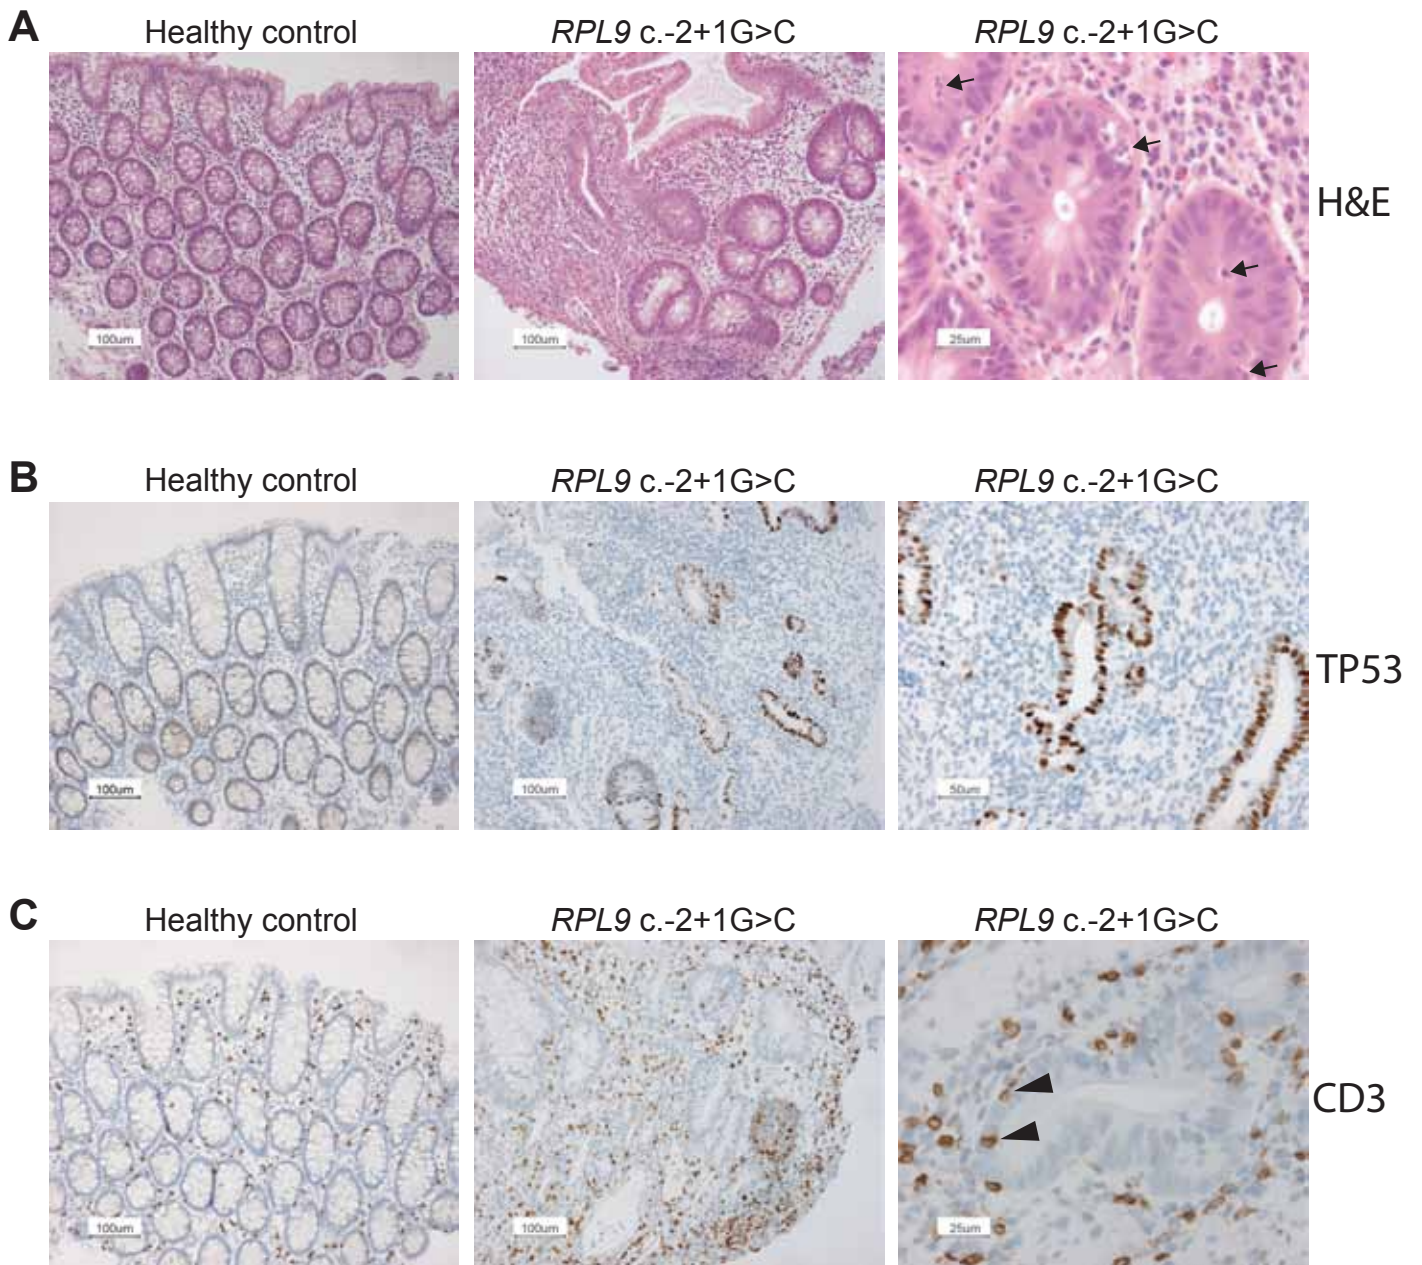 A
Healthy control
RPL9 c.-2+1G>C
RPL9 c.-2+1G>C
100um
100um
25um
H&E
B
Healthy control
RPL9 c.-2+1G>C
RPL9 c.-2+1G>C
100um
100um
50um
TP53
C
Healthy control
RPL9 c.-2+1G>C
RPL9 c.-2+1G>C
100um
100um
25um
CD3